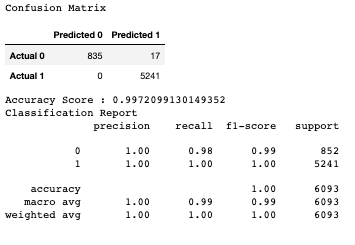 Confusion Matrix
Predicted 0 Predicted 1
Actual 0 835 17
Actual 1 0 5241
Accuracy Score : 0.9972099130149352
Classification Report
precision recall f1-score support
0 1.00 0.98 0.99 852
1 1.00 1.00 1.00 5241
accuracy 1.00 6093
macro avg 1.00 0.99 0.99 6093
weighted avg 1.00 1.00 1.00 6093